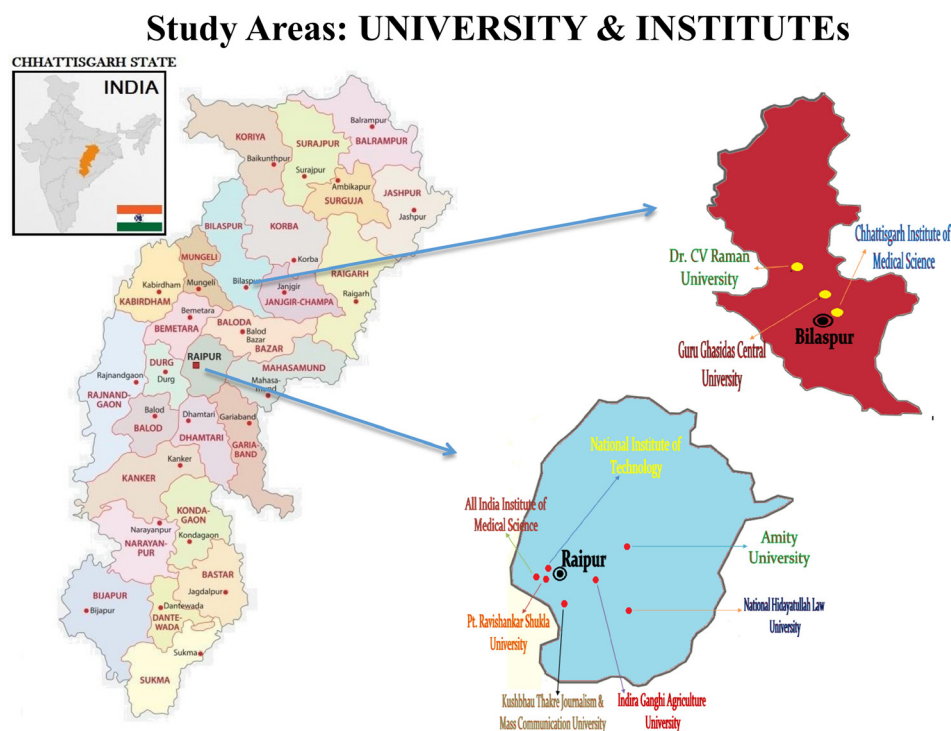 Study Areas: UNIVERSITY & INSTITUTEs
CHHATTISGARH STATE
INDIA
KORIYA
Baikunthpur
SURAJPUR
Surajpur
Balrampur
BALRAMPUR
Ambikapur
SURGUJA
JASHPUR
Jashpur
BILASPUR
Bilaspur
KORBA
Korba
RAIGARH
Raigarh
MUNGELI
Mungeli
Kabirdham
KABIRDHAM
Janjgir
JANJGIR-CHAMPA
Bemetara
BEMETARA
BALODA
Balod
Bazar
BAZAR
RAIPUR
MAHASAMUND
Mahasa-
mund
DURG
Durg
Rajnandgaon
RAJNAND-
GAON
Balod
BALOD
Dhamtari
DHAMTARI
Gariaband
GARIA-
BAND
Kanker
KANKER
KONDA-
GAON
Kondagaon
Narayanpur
NARAYAN-
PUR
BASTAR
Jagdalpur
BIJAPUR
Bijapur
Dantewada
DANTE-
WADA
Sukma
SUKMA
Dr. CV Raman
University
Chhattisgarh Institute of
Medical Science
Guru Ghasidas Central
University
Bilaspur
National Institute of
Technology
All India Institute of
Medical Science
Raipur
Amity
University
Pt. Ravishankar Shukla
University
National Hidayatullah Law
University
Kushbhau Thakre Journalism &
Mass Communication University
Indira Ganghi Agriculture
University